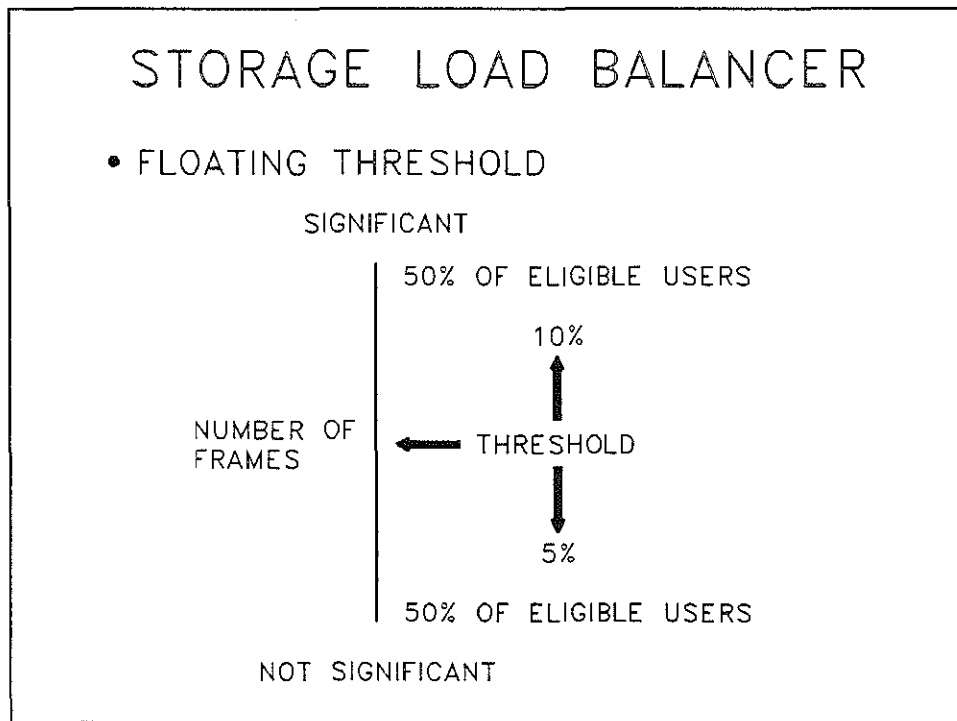 STORAGE LOAD BALANCER
• FLOATING THRESHOLD
SIGNIFICANT
50% OF ELIGIBLE USERS
10%
NUMBER OF
FRAMES
THRESHOLD
5%
50% OF ELIGIBLE USERS
NOT SIGNIFICANT